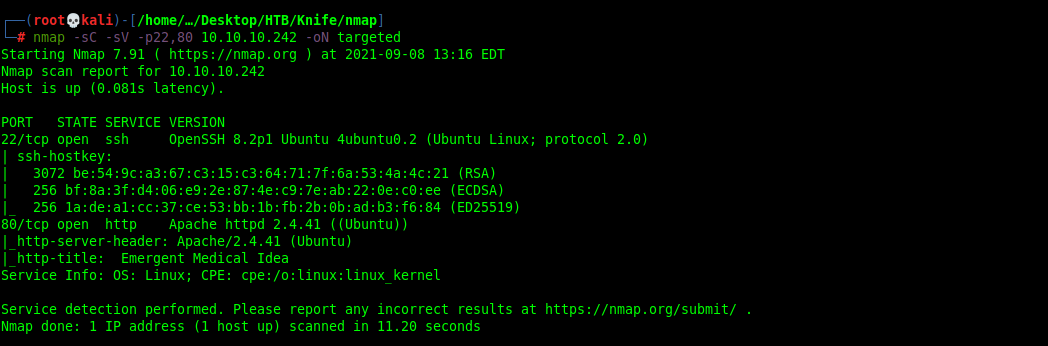 ┌──(root💀kali)-[/home/…/Desktop/HTB/Knife/nmap]
└─# nmap -sC -sV -p22,80 10.10.10.242 -oN targeted
Starting Nmap 7.91 ( https://nmap.org ) at 2021-09-08 13:16 EDT
Nmap scan report for 10.10.10.242
Host is up (0.081s latency).

PORT   STATE SERVICE VERSION
22/tcp open  ssh     OpenSSH 8.2p1 Ubuntu 4ubuntu0.2 (Ubuntu Linux; protocol 2.0)
| ssh-hostkey:
|   3072 be:54:9c:a3:67:c3:15:c3:64:71:7f:6a:53:4a:4c:21 (RSA)
|   256 bf:8a:3f:d4:06:e9:2e:87:4e:c9:7e:ab:22:0e:c0:ee (ECDSA)
|_  256 1a:de:a1:cc:37:ce:53:bb:1b:fb:2b:0b:ad:b3:f6:84 (ED25519)
80/tcp open  http    Apache httpd 2.4.41 ((Ubuntu))
|_http-server-header: Apache/2.4.41 (Ubuntu)
|_http-title:  Emergent Medical Idea
Service Info: OS: Linux; CPE: cpe:/o:linux:linux_kernel

Service detection performed. Please report any incorrect results at https://nmap.org/submit/ .
Nmap done: 1 IP address (1 host up) scanned in 11.20 seconds